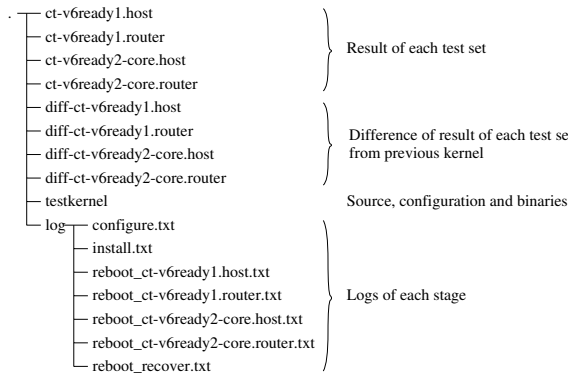 .
ct-v6ready1.host
ct-v6ready1.router
ct-v6ready2-core.host
ct-v6ready2-core.router
Result of each test set
diff-ct-v6ready1.host
diff-ct-v6ready1.router
diff-ct-v6ready2-core.host
diff-ct-v6ready2-core.router
Difference of result of each test se
from previous kernel
testkernel
Source, configuration and binaries
log
configure.txt
install.txt
reboot_ct-v6ready1.host.txt
reboot_ct-v6ready1.router.txt
reboot_ct-v6ready2-core.host.txt
reboot_ct-v6ready2-core.router.txt
reboot_recover.txt
Logs of each stage